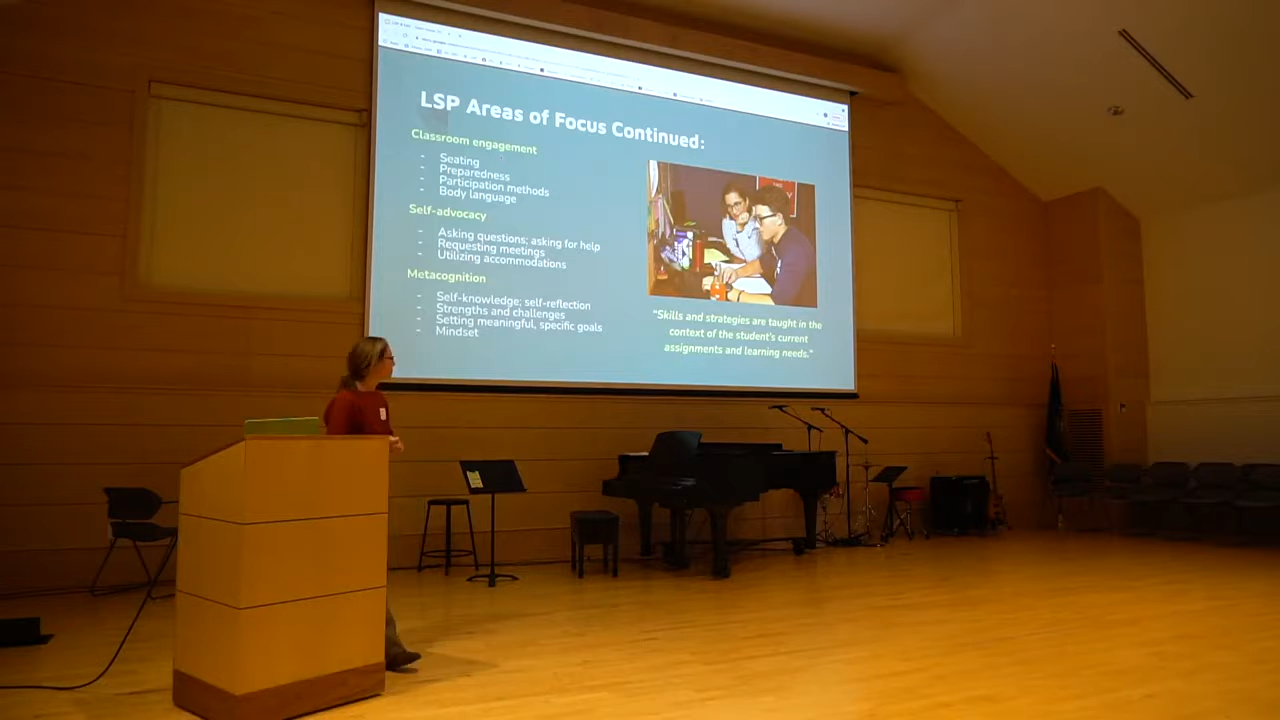 LSP Areas of Focus Continued:
Classroom engagement
- Seating
- Preparedness
- Participation methods
- Body language
Self-advocacy
- Asking questions; asking for help
- Requesting meetings
- Utilizing accommodations
Metacognition
- Self-knowledge; self-reflection
- Strengths and challenges
- Setting meaningful, specific goals
- Mindset
"Skills and strategies are taught in the
context of the student's current
assignments and learning needs."